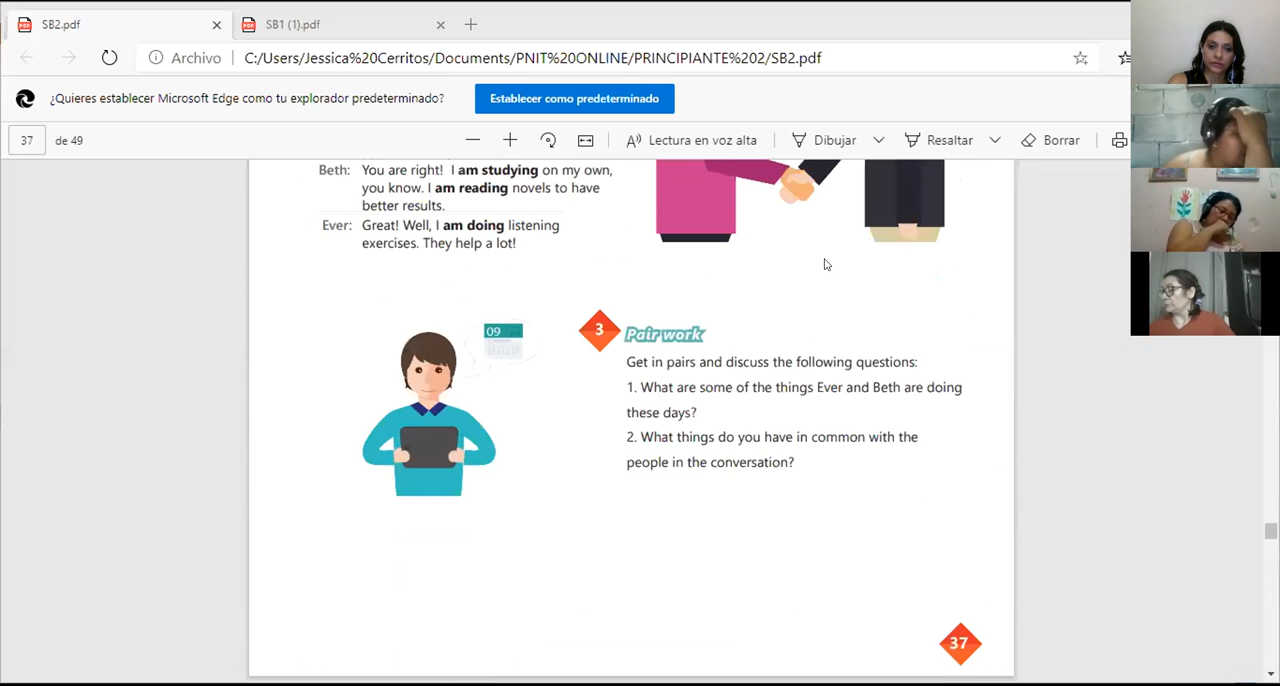 SB2.pdf
SB1 (1).pdf
Archivo
C:/Users/Jessica%20Cerritos/Documents/PNIT%20ONLINE/PRINCIPIANTE%202/SB2.pdf
¿Quieres establecer Microsoft Edge como tu explorador predeterminado?
Establecer como predeterminado
37 de 49
Lectura en voz alta
Dibujar
Resaltar
Borrar
Beth: You are right! I am studying on my own,
you know. I am reading novels to have
better results.
Ever: Great! Well, I am doing listening
exercises. They help a lot!
09
3 Pair work
Get in pairs and discuss the following questions:
1. What are some of the things Ever and Beth are doing
these days?
2. What things do you have in common with the
people in the conversation?
37